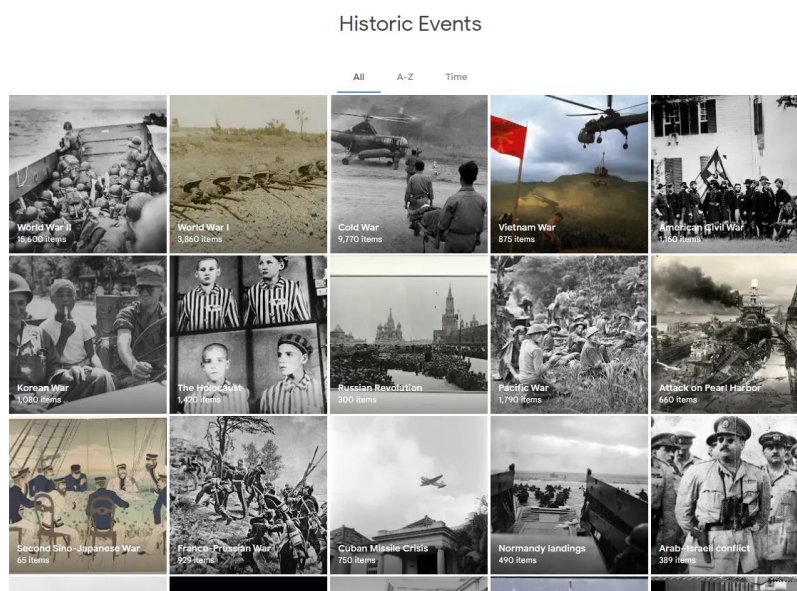 Historic Events
All
A-Z
Time
World War II
15,600 items
World War I
3,860 items
Cold War
9,770 items
Vietnam War
875 items
American Civil War
1,160 items
Korean War
1,080 items
The Holocaust
1,420 items
Russian Revolution
300 items
Pacific War
1,790 items
Attack on Pearl Harbor
660 items
Second Sino-Japanese War
65 items
Franco-Prussian War
929 items
Cuban Missile Crisis
750 items
Normandy landings
490 items
Arab–Israeli conflict
389 items